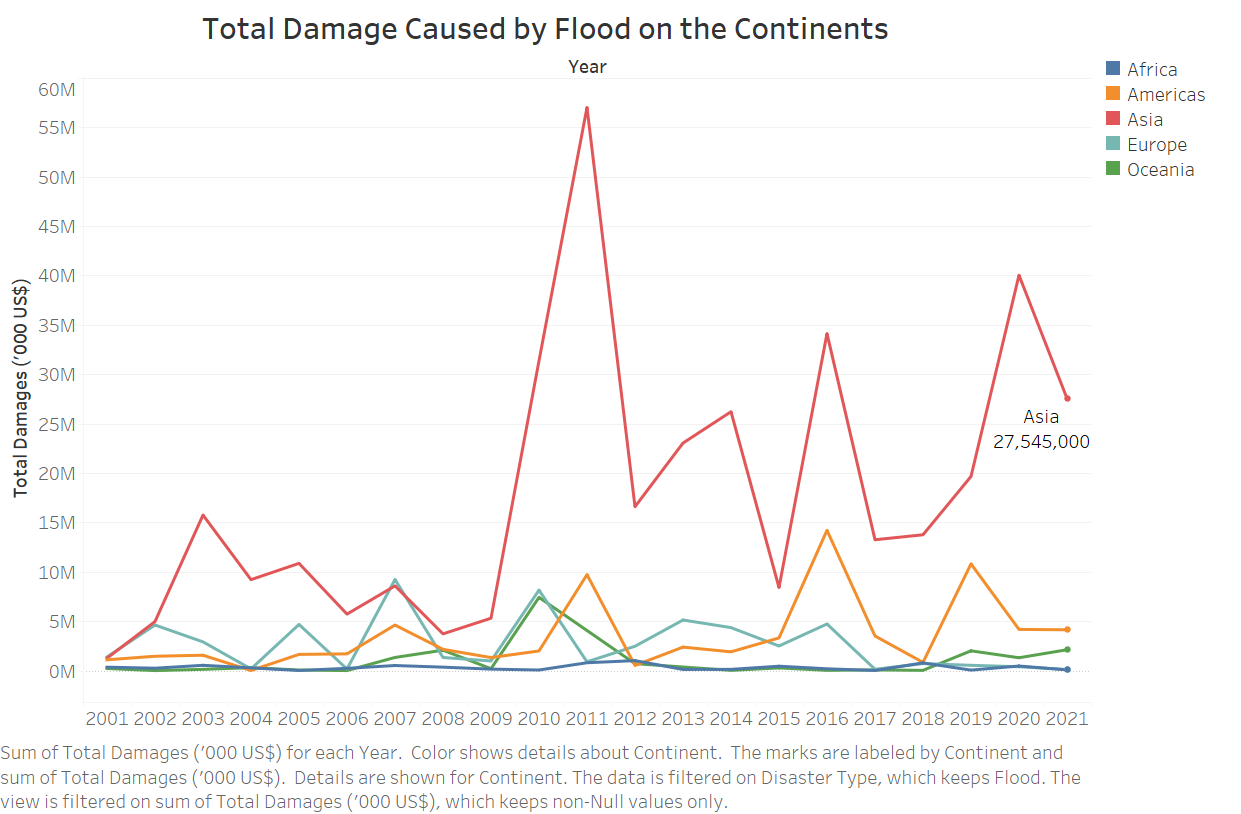 Total Damage Caused by Flood on the Continents
Year
Africa
Americas
Asia
Europe
Oceania
Total Damages ('000 US$)
60M
55M
50M
45M
40M
35M
30M
25M
20M
15M
10M
5M
0M
Asia
27,545,000
2001 2002 2003 2004 2005 2006 2007 2008 2009 2010 2011 2012 2013 2014 2015 2016 2017 2018 2019 2020 2021
Sum of Total Damages ('000 US$) for each Year.  Color shows details about Continent.  The marks are labeled by Continent and
sum of Total Damages ('000 US$).  Details are shown for Continent. The data is filtered on Disaster Type, which keeps Flood. The
view is filtered on sum of Total Damages ('000 US$), which keeps non-Null values only.